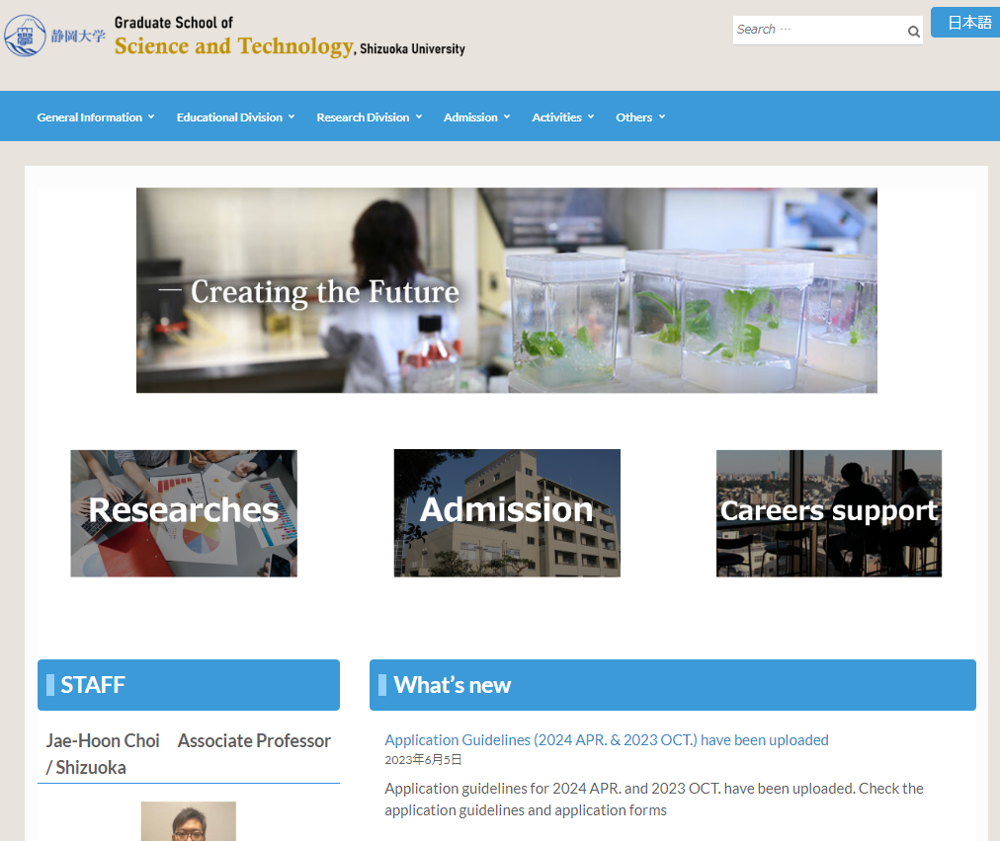 静岡大学
Graduate School of
Science and Technology, Shizuoka University
Search ···
日本語
General Information
Educational Division
Research Division
Admission
Activities
Others
— Creating the Future
Researches
Admission
Careers support
STAFF
Jae-Hoon Choi Associate Professor
/ Shizuoka
What's new
Application Guidelines (2024 APR. & 2023 OCT.) have been uploaded
2023年6月5日
Application guidelines for 2024 APR. and 2023 OCT. have been uploaded. Check the
application guidelines and application forms